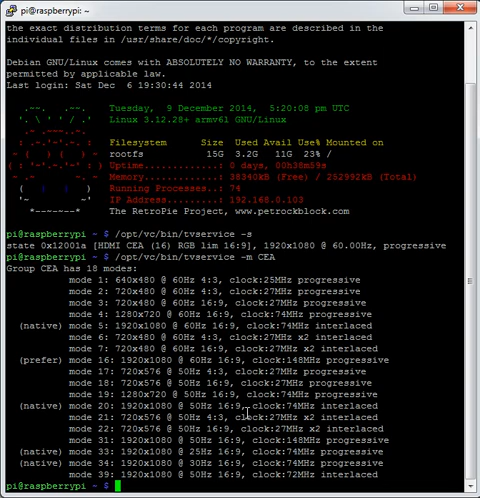 pi@raspberrypi: ~
the exact distribution terms for each program are described in the
individual files in /usr/share/doc/*/copyright.
Debian GNU/Linux comes with ABSOLUTELY NO WARRANTY, to the extent
permitted by applicable law.
Last login: Sat Dec  6 19:30:44 2014
Tuesday, 9 December 2014, 5:20:08 pm UTC
Linux 3.12.28+ armv6l GNU/Linux
Filesystem      Size  Used Avail Use% Mounted on
rootfs           15G  3.2G   11G  23% /
Uptime.............: 0 days, 00h38m59s
Memory.............: 38340kB (Free) / 252992kB (Total)
Running Processes..: 74
IP Address.........: 192.168.0.103
The RetroPie Project, www.petrockblock.com
pi@raspberrypi ~ $ /opt/vc/bin/tvservice -s
state 0x12001a [HDMI CEA (16) RGB lim 16:9], 1920x1080 @ 60.00Hz, progressive
pi@raspberrypi ~ $ /opt/vc/bin/tvservice -m CEA
Group CEA has 18 modes:
mode 1: 640x480 @ 60Hz 4:3, clock:25MHz progressive
mode 2: 720x480 @ 60Hz 4:3, clock:27MHz progressive
mode 3: 720x480 @ 60Hz 16:9, clock:27MHz progressive
mode 4: 1280x720 @ 60Hz 16:9, clock:74MHz progressive
(native) mode 5: 1920x1080 @ 60Hz 16:9, clock:74MHz interlaced
mode 6: 720x480 @ 60Hz 4:3, clock:27MHz x2 interlaced
mode 7: 720x480 @ 60Hz 16:9, clock:27MHz x2 interlaced
(prefer) mode 16: 1920x1080 @ 60Hz 16:9, clock:148MHz progressive
mode 17: 720x576 @ 50Hz 4:3, clock:27MHz progressive
mode 18: 720x576 @ 50Hz 16:9, clock:27MHz progressive
mode 19: 1280x720 @ 50Hz 16:9, clock:74MHz progressive
(native) mode 20: 1920x1080 @ 50Hz 16:9, clock:74MHz interlaced
mode 21: 720x576 @ 50Hz 4:3, clock:27MHz x2 interlaced
mode 22: 720x576 @ 50Hz 16:9, clock:27MHz x2 interlaced
mode 31: 1920x1080 @ 50Hz 16:9, clock:148MHz progressive
(native) mode 33: 1920x1080 @ 25Hz 16:9, clock:74MHz progressive
(native) mode 34: 1920x1080 @ 30Hz 16:9, clock:74MHz progressive
mode 39: 1920x1080 @ 50Hz 16:9, clock:72MHz interlaced
pi@raspberrypi ~ $